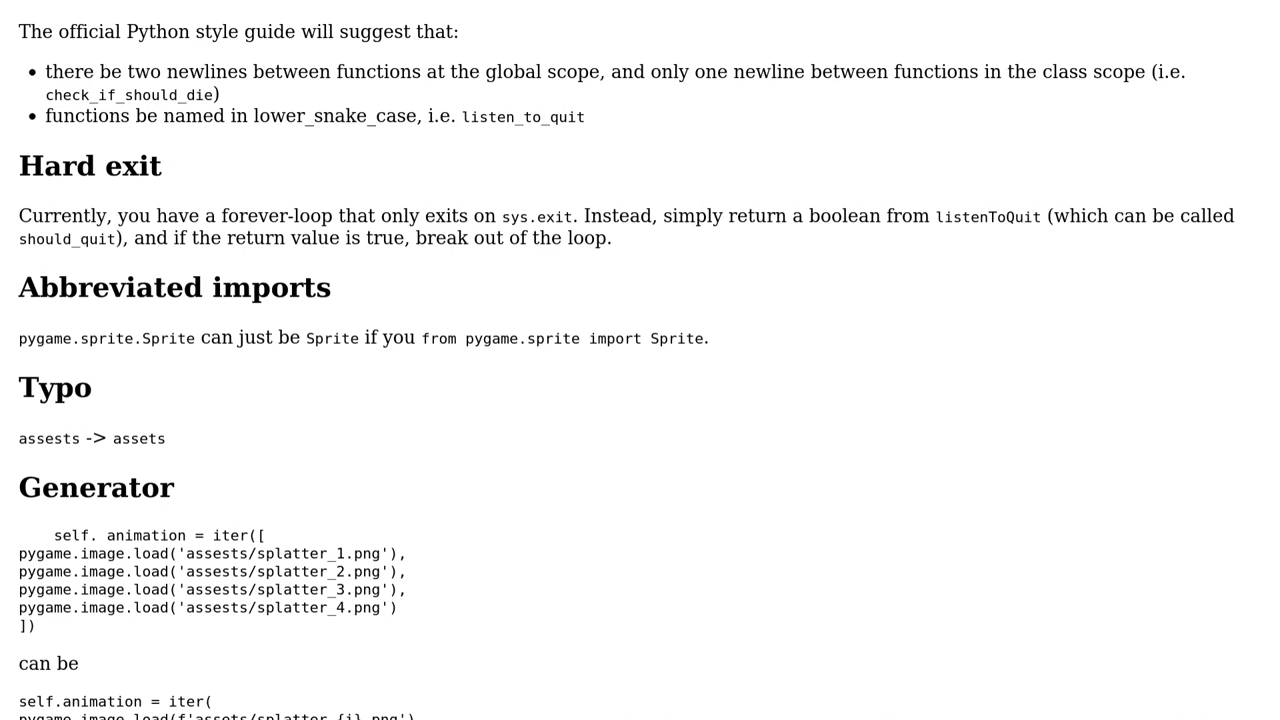 The official Python style guide will suggest that:
• there be two newlines between functions at the global scope, and only one newline between functions in the class scope (i.e.
check_if_should_die)
• functions be named in lower_snake_case, i.e. listen_to_quit
Hard exit
Currently, you have a forever-loop that only exits on sys.exit. Instead, simply return a boolean from listenToQuit (which can be called
should_quit), and if the return value is true, break out of the loop.
Abbreviated imports
pygame.sprite.Sprite can just be Sprite if you from pygame.sprite import Sprite.
Typo
assests -> assets
Generator
self. animation = iter([
pygame.image.load('assests/splatter_1.png'),
pygame.image.load('assests/splatter_2.png'),
pygame.image.load('assests/splatter_3.png'),
pygame.image.load('assests/splatter_4.png')
])
can be
self.animation = iter(
pygame.image.load(f'assets/splatter_{i}.png')